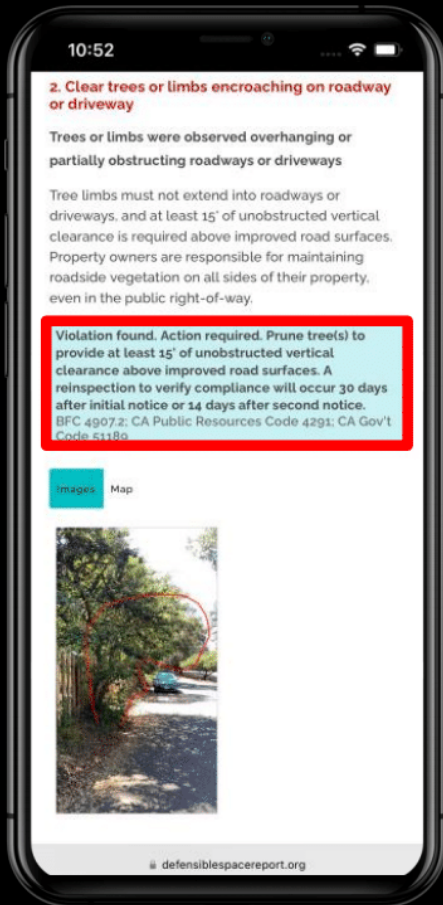 10:52
2. Clear trees or limbs encroaching on roadway
or driveway
Trees or limbs were observed overhanging or
partially obstructing roadways or driveways
Tree limbs must not extend into roadways or
driveways, and at least 15' of unobstructed vertical
clearance is required above improved road surfaces.
Property owners are responsible for maintaining
roadside vegetation on all sides of their property,
even in the public right-of-way.
Violation found. Action required. Prune tree(s) to
provide at least 15' of unobstructed vertical
clearance above improved road surfaces. A
reinspection to verify compliance will occur 30 days
after initial notice or 14 days after second notice.
BFC 4907.2; CA Public Resources Code 4291; CA Gov't
Code 51189
Images Map
defensiblespacereport.org